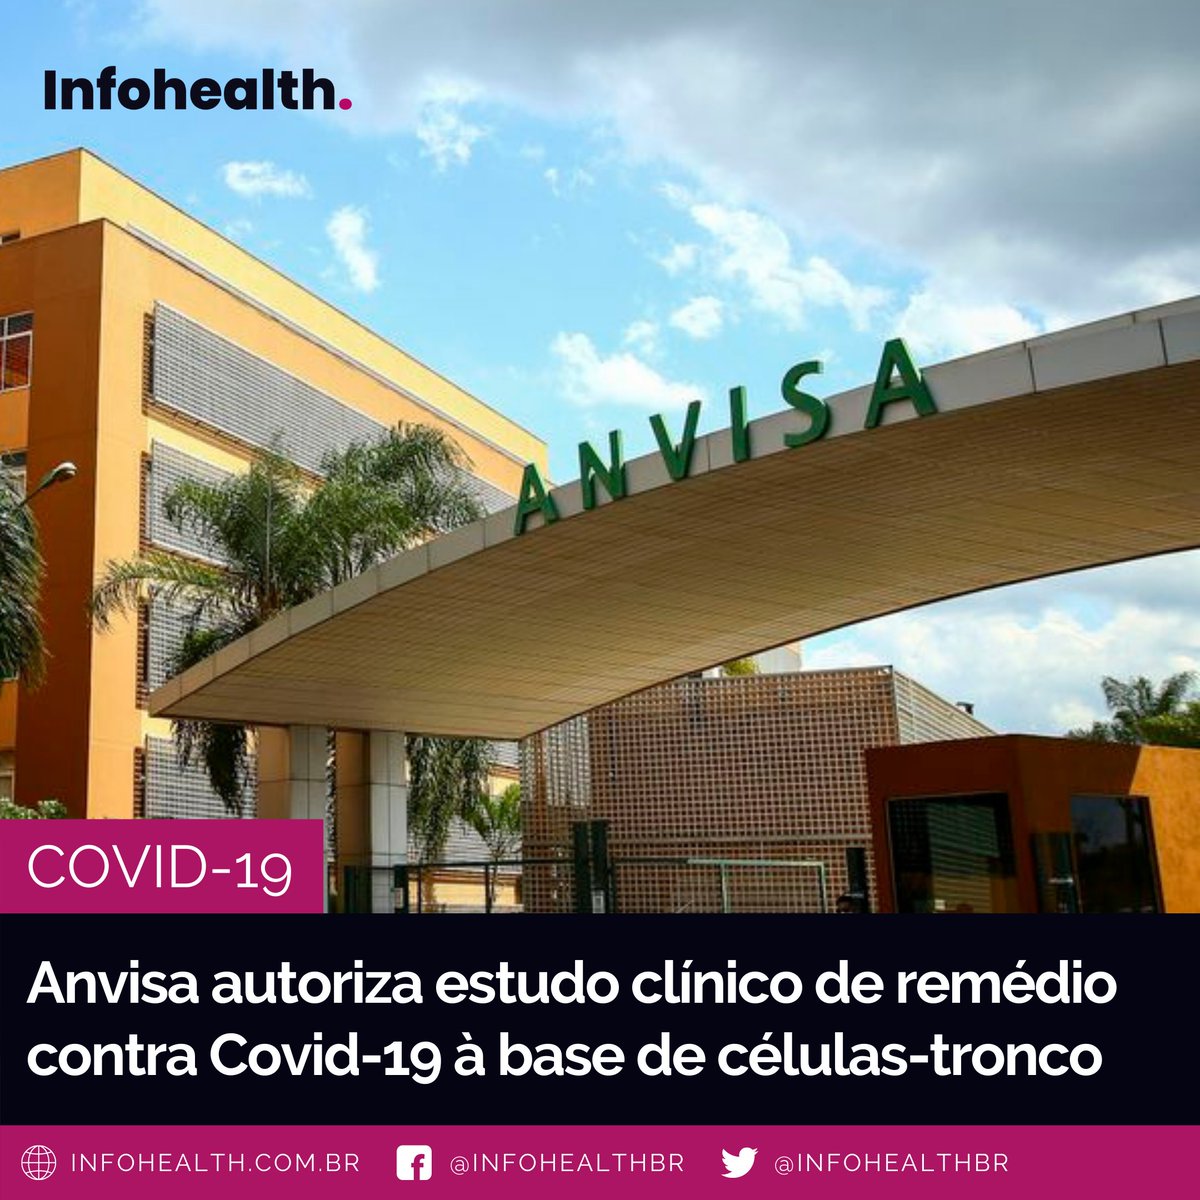 Infohealth.
ANVISA
COVID-19
Anvisa autoriza estudo clínico de remédio
contra Covid-19 à base de células-tronco
INFOHEALTH.COM.BR @INFOHEALTHBR @INFOHEALTHBR